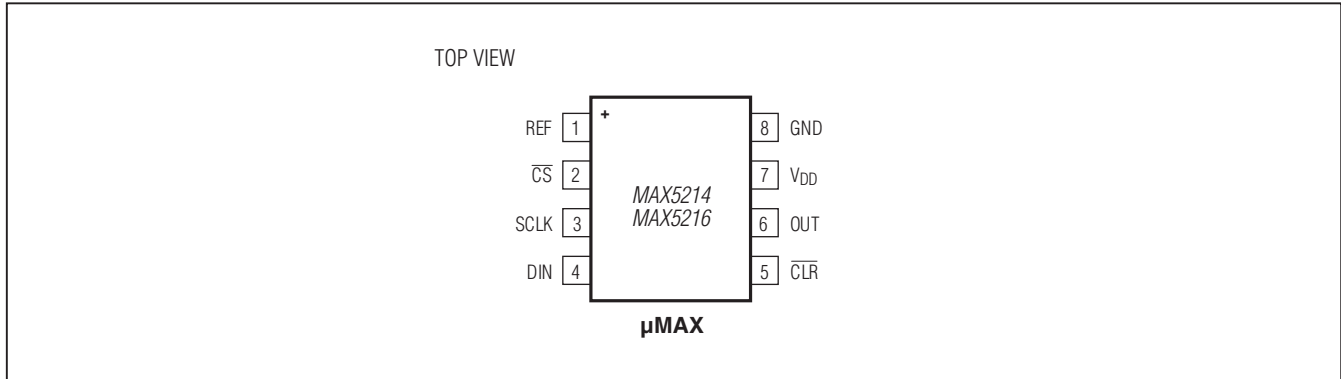 TOP VIEW
REF 1
CS 2
SCLK 3
DIN 4
+
MAX5214
MAX5216
8 GND
7 VDD
6 OUT
5 CLR
µMAX